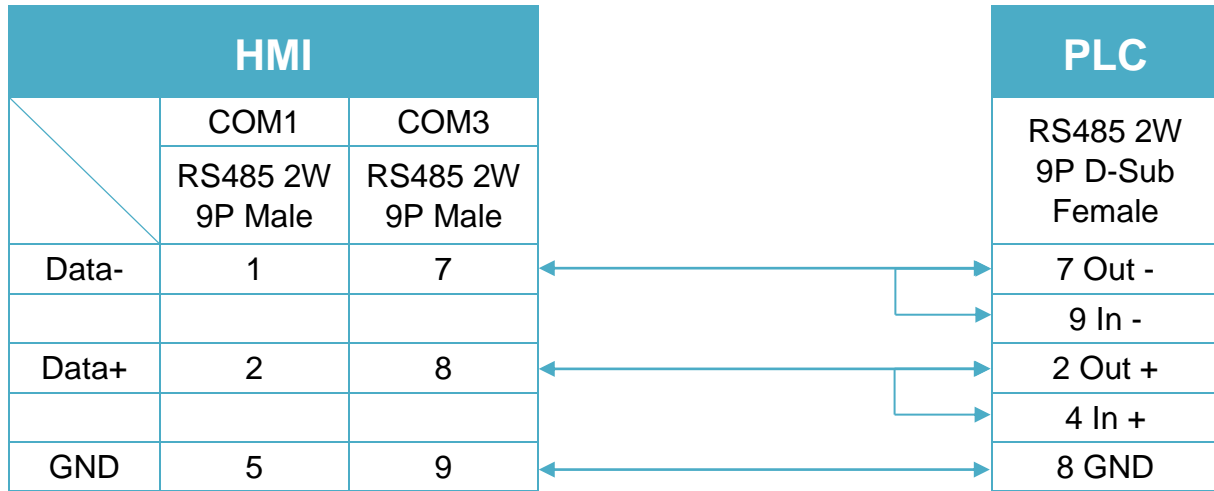 HMI
PLC
COM1 COM3
RS485 2W RS485 2W
9P Male 9P Male
RS485 2W
9P D-Sub
Female
Data- 1 7 7 Out -
9 In -
Data+ 2 8 2 Out +
4 In +
GND 5 9 8 GND